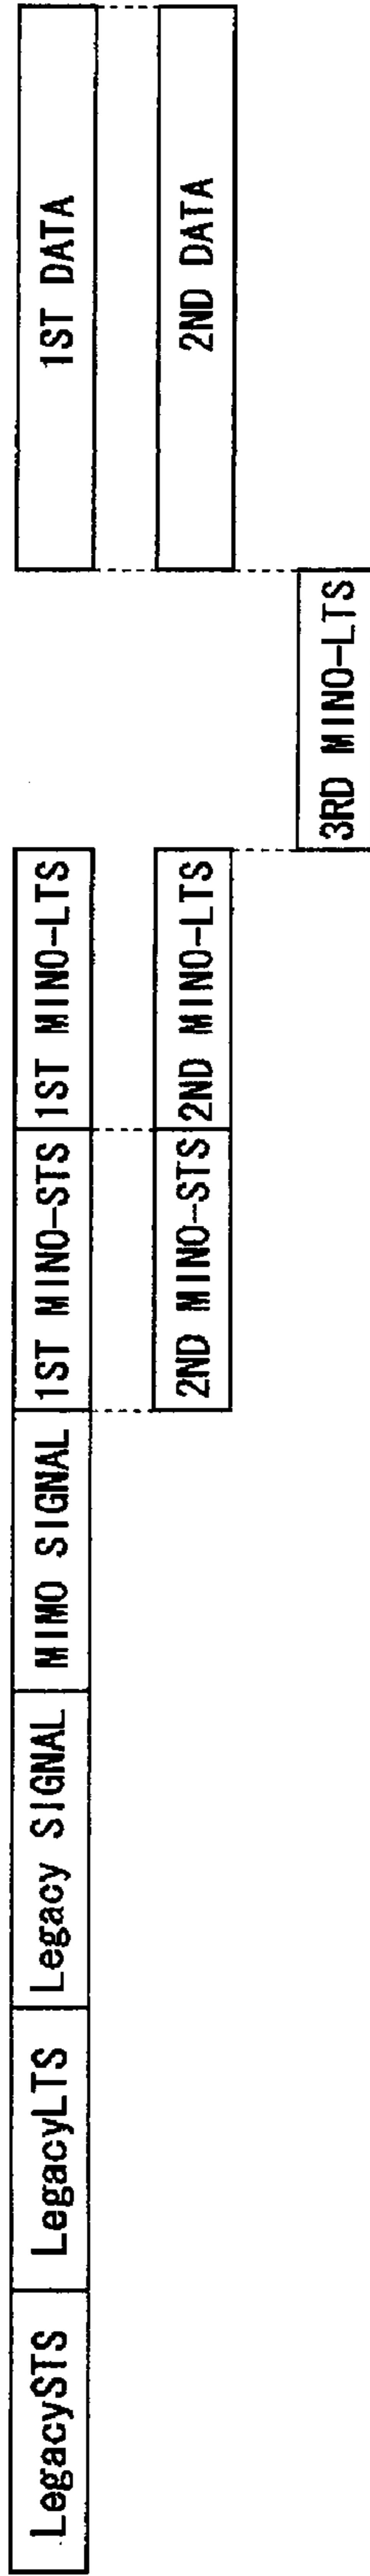 LegacySTS
LegacyLTS
Legacy SIGNAL
MIMO SIGNAL
1ST MINO-STS
1ST MINO-LTS
1ST DATA
2ND MINO-STS
2ND MINO-LTS
2ND DATA
3RD MINO-LTS